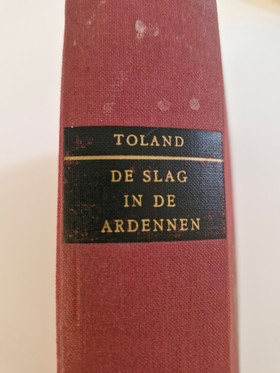 TOLAND
DE SLAG
IN DE
ARDENNEN